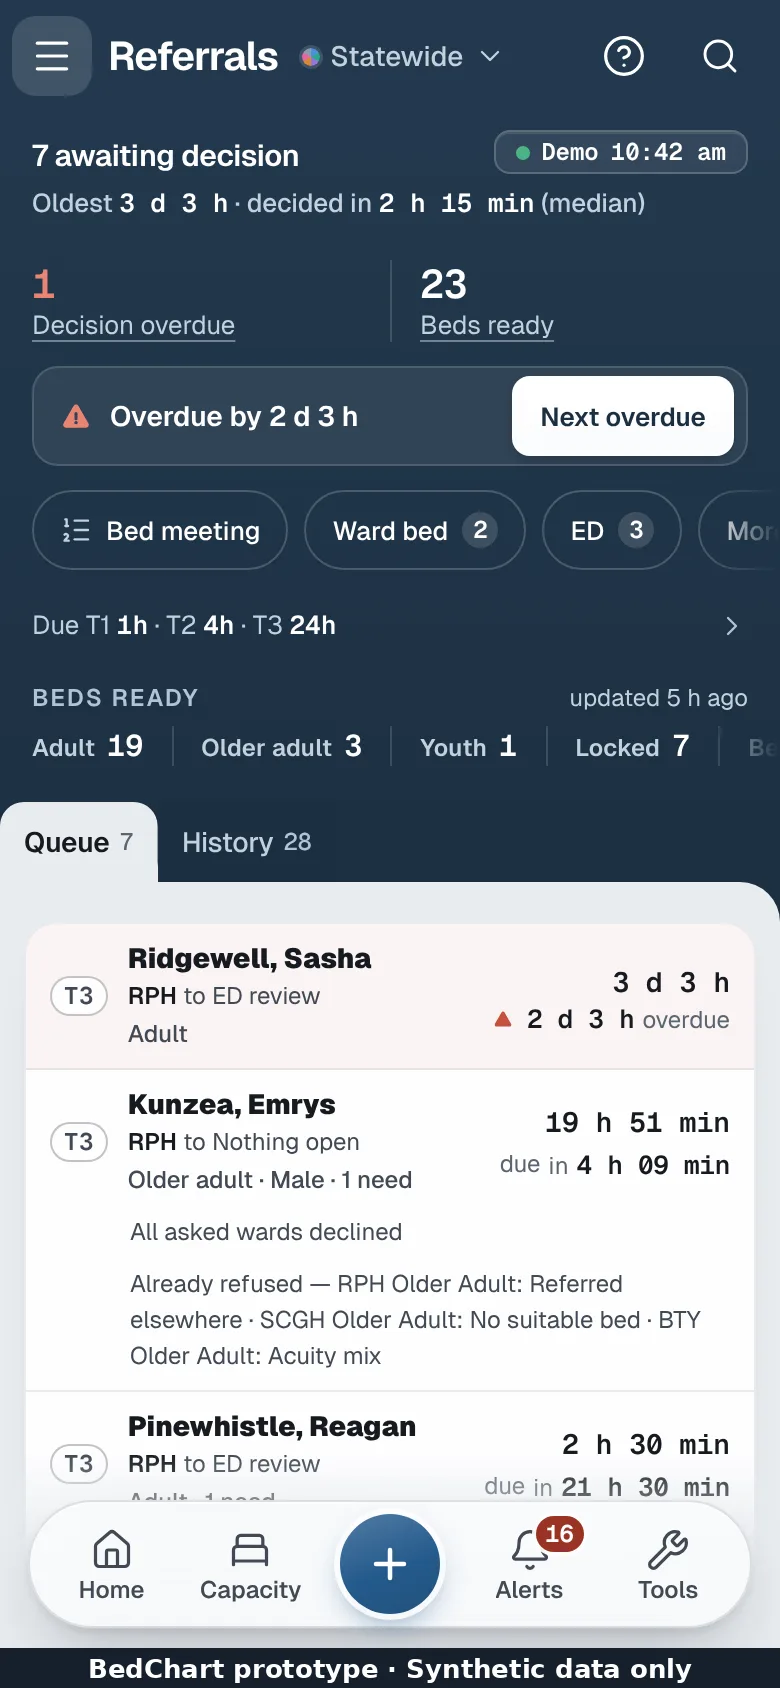 Referrals Statewide
7 awaiting decision
Demo 10:42 am
Oldest 3 d 3 h · decided in 2 h 15 min (median)
1
Decision overdue
23
Beds ready
Overdue by 2 d 3 h
Next overdue
Bed meeting
Ward bed 2
ED 3
Due T1 1h · T2 4h · T3 24h
BEDS READY
updated 5 h ago
Adult 19
Older adult 3
Youth 1
Locked 7
Queue 7
History 28
T3
Ridgewell, Sasha
RPH to ED review
Adult
3 d 3 h
2 d 3 h overdue
T3
Kunzea, Emrys
RPH to Nothing open
Older adult · Male · 1 need
19 h 51 min
due in 4 h 09 min
All asked wards declined
Already refused — RPH Older Adult: Referred
elsewhere · SCGH Older Adult: No suitable bed · BTY
Older Adult: Acuity mix
T3
Pinewhistle, Reagan
RPH to ED review
Adult · 1 need
2 h 30 min
due in 21 h 30 min
Home
Capacity
Alerts 16
Tools
BedChart prototype · Synthetic data only